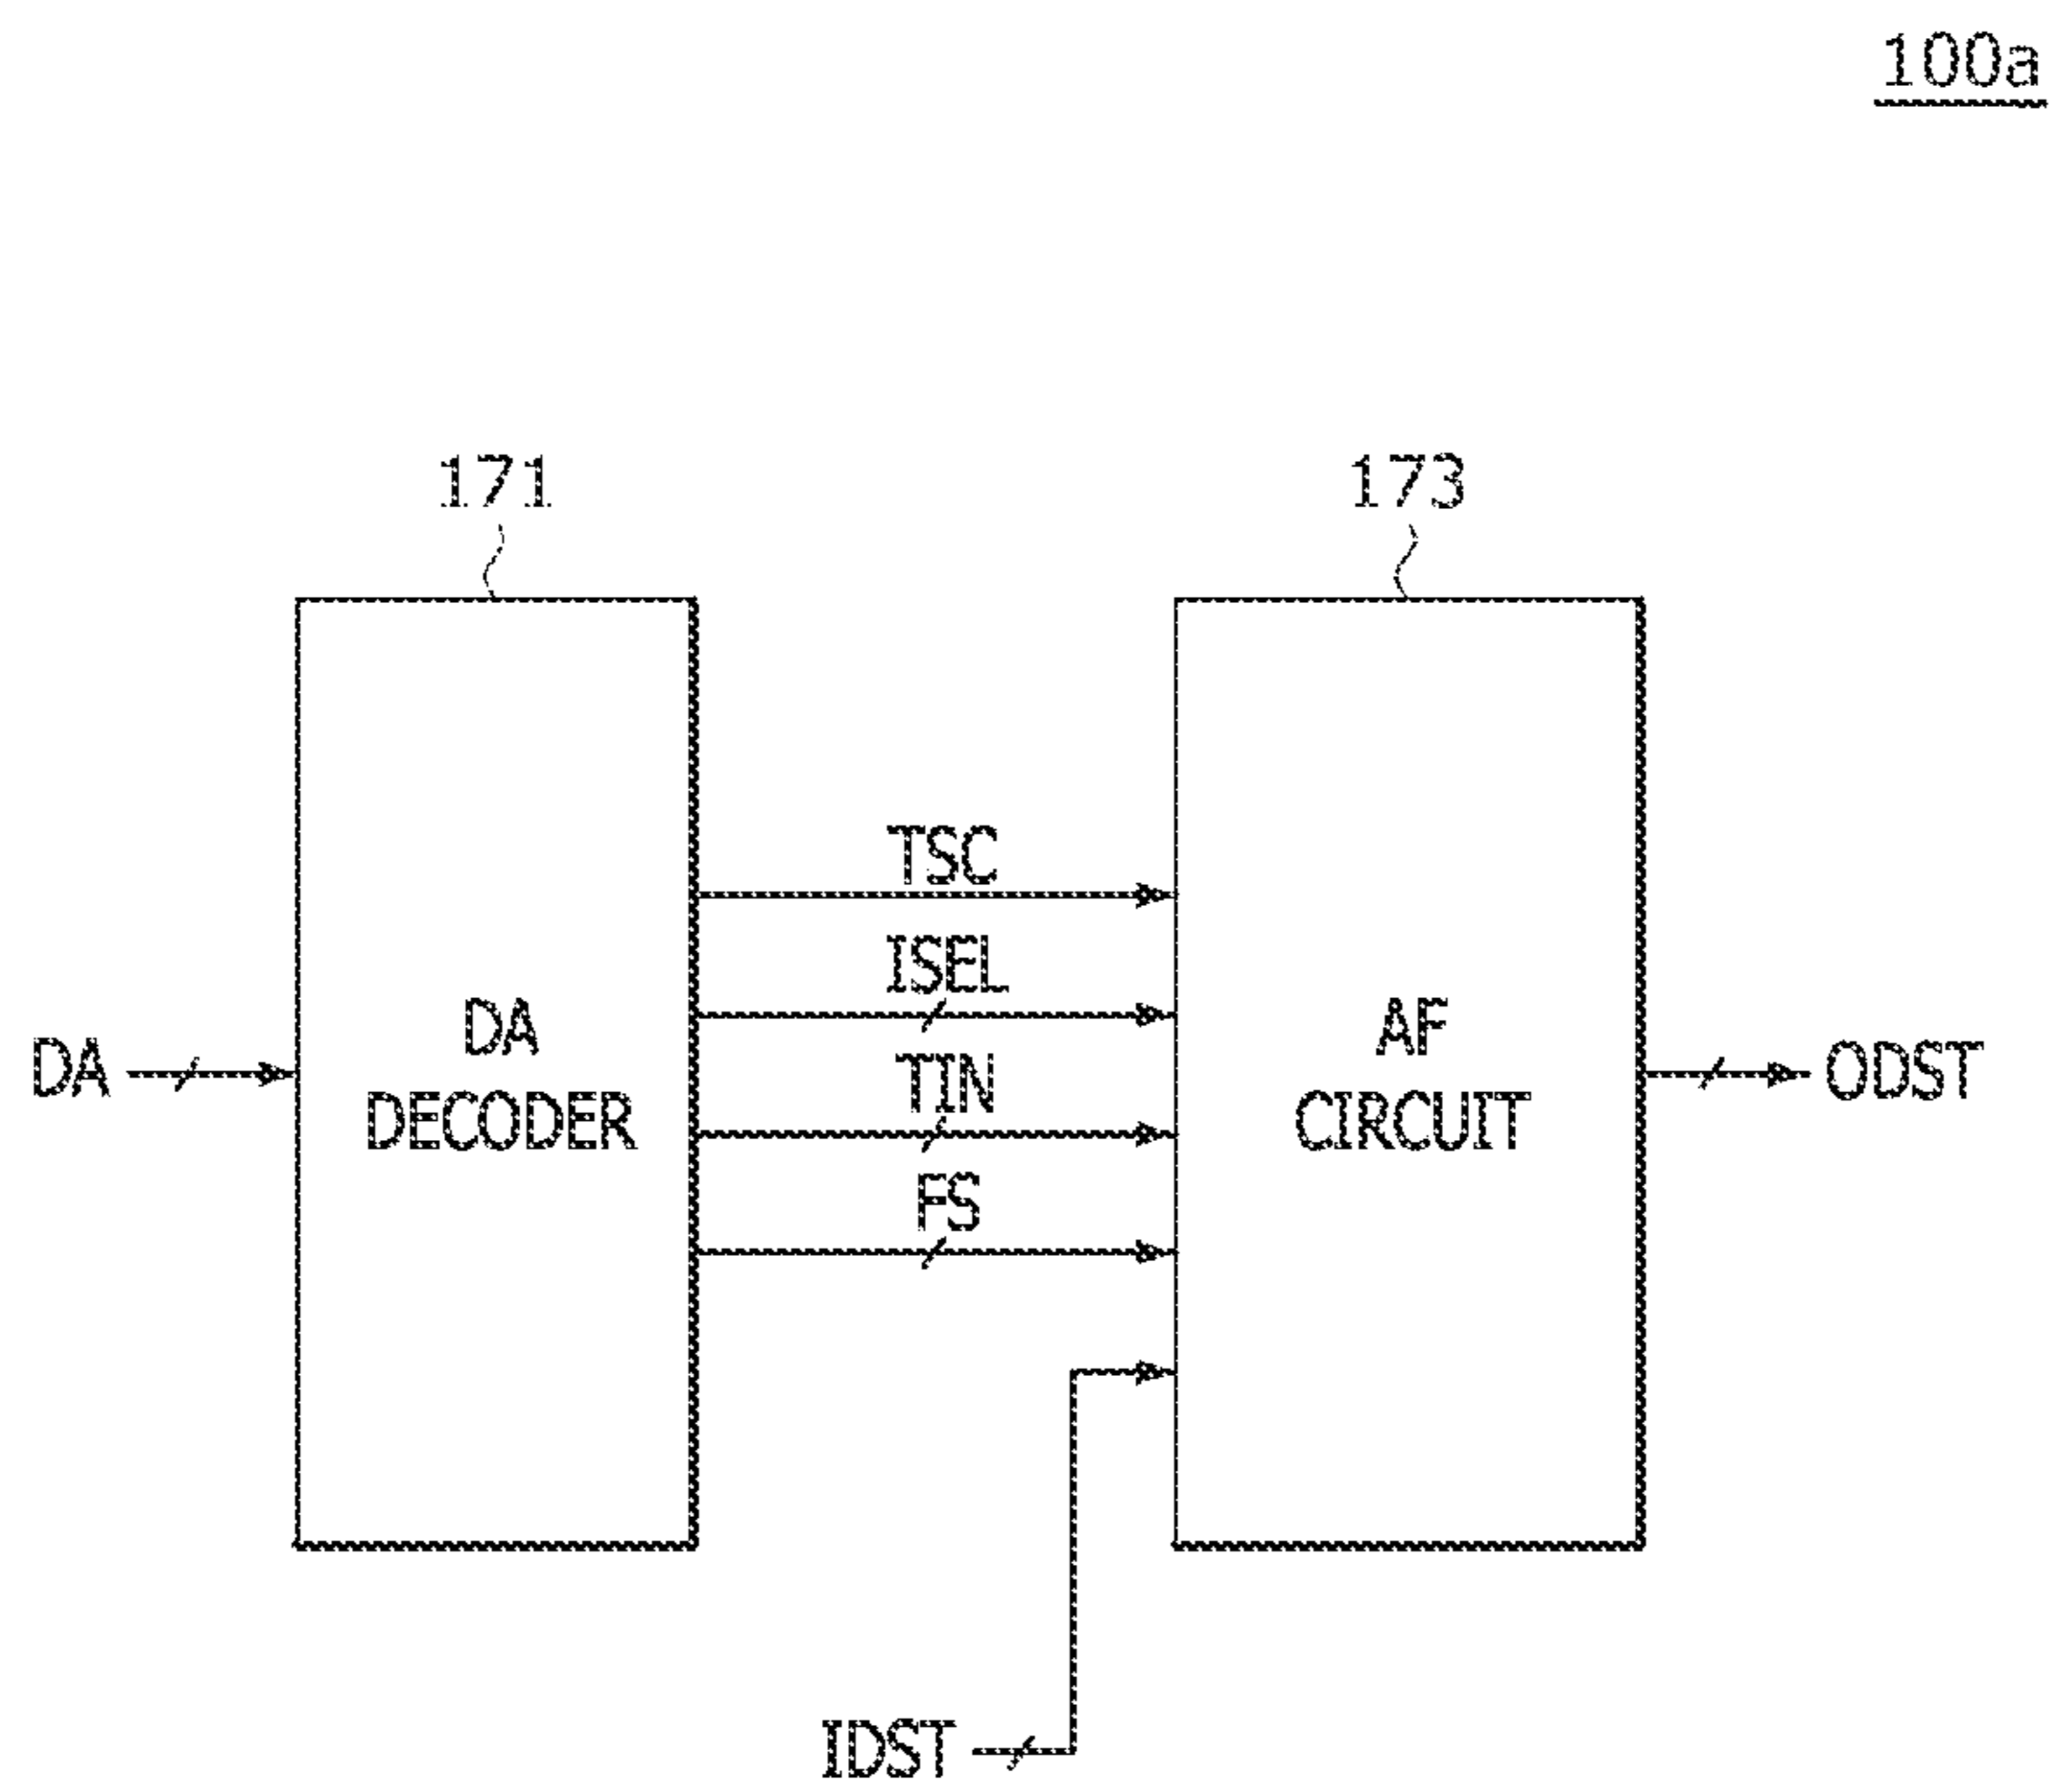 100a
171
173
TSC
ISEL
DA
DECODER
AF
CIRCUIT
DA
TIN
ODST
FS
IDST